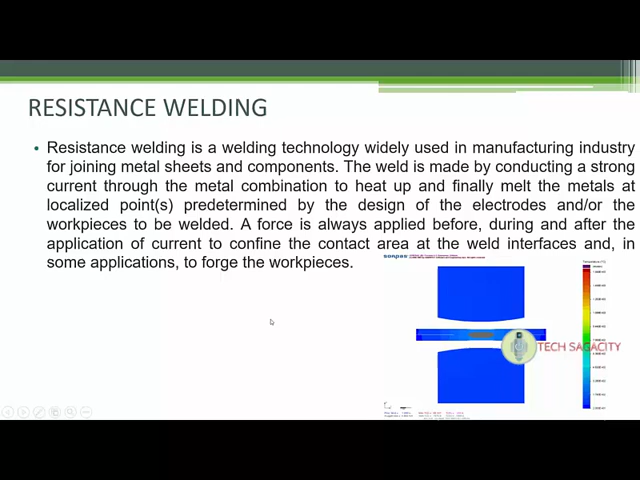 RESISTANCE WELDING
• Resistance welding is a welding technology widely used in manufacturing industry
for joining metal sheets and components. The weld is made by conducting a strong
current through the metal combination to heat up and finally melt the metals at
localized point(s) predetermined by the design of the electrodes and/or the
workpieces to be welded. A force is always applied before, during and after the
application of current to confine the contact area at the weld interfaces and, in
some applications, to forge the workpieces.
TECH SAGACITY